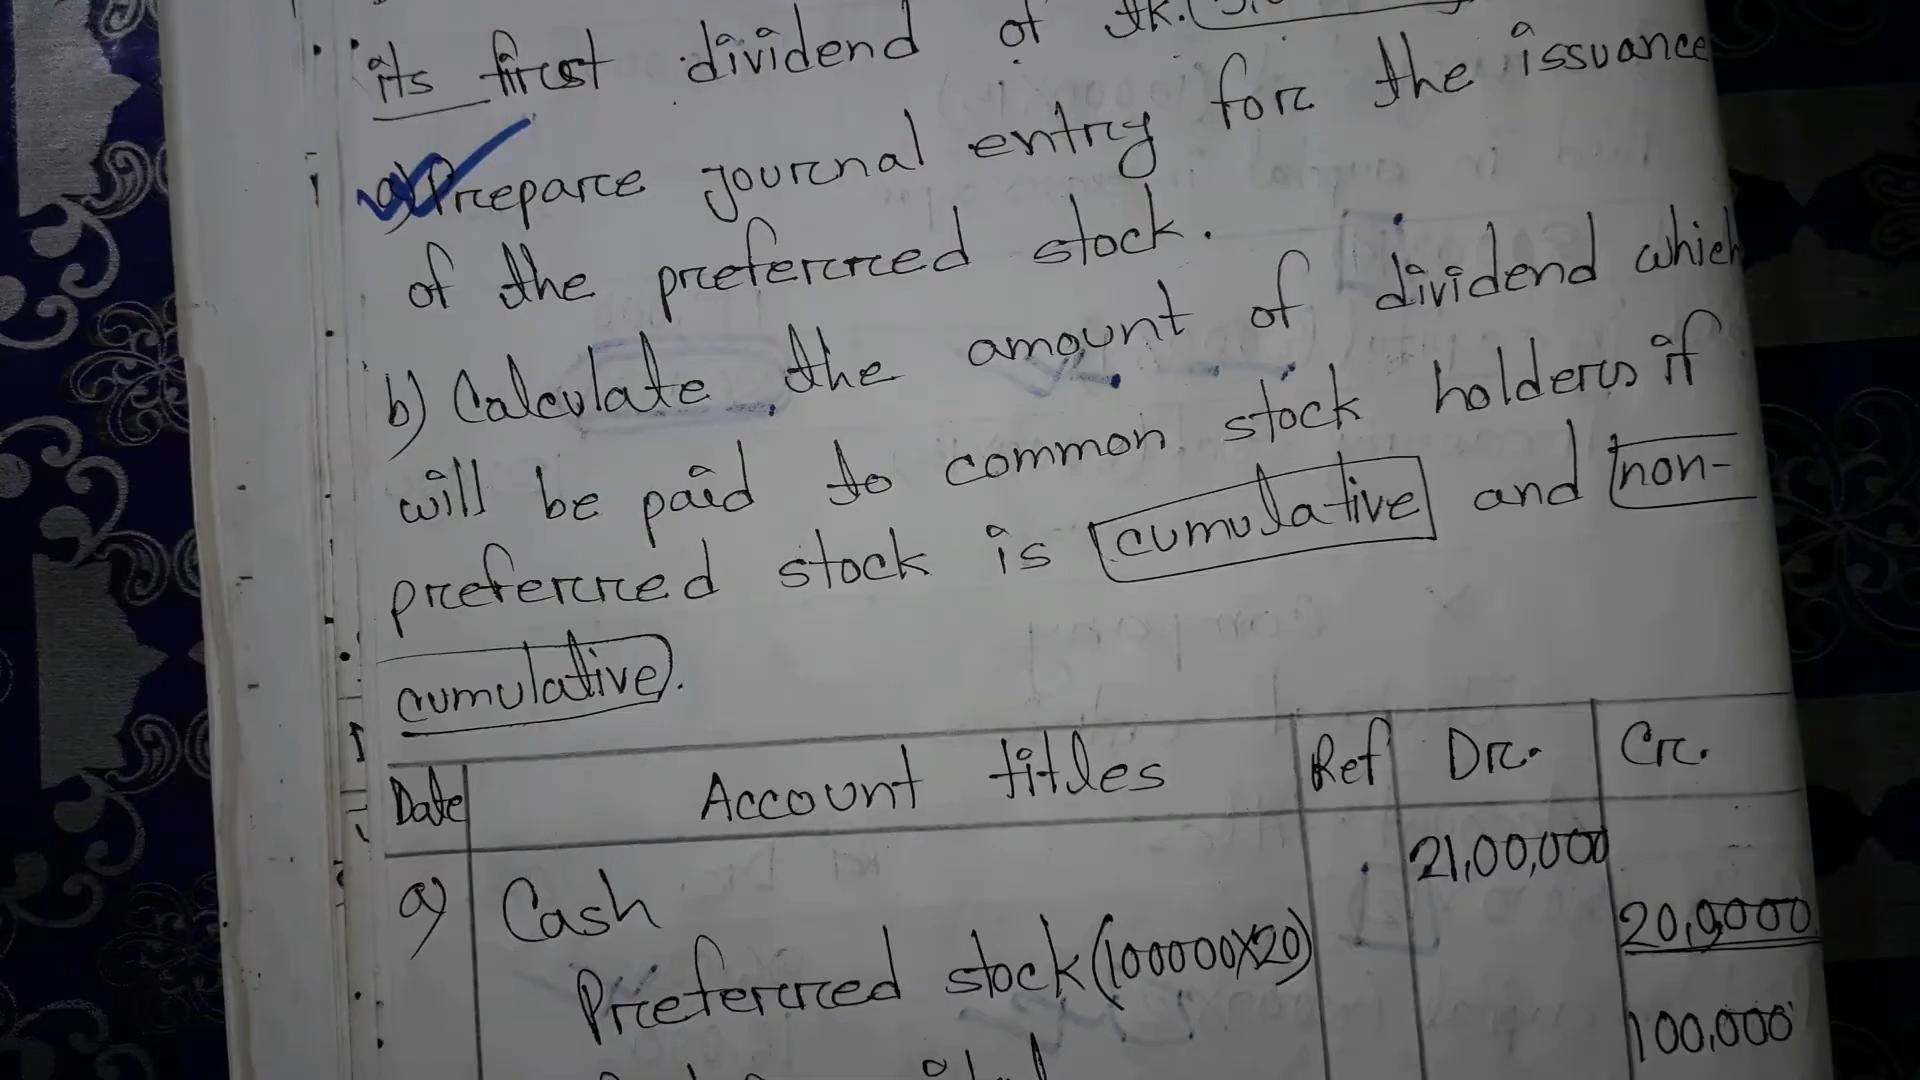 its first dividend of tk.
a) Prepare journal entry for the issuance
of the preferred stock.
b) Calculate the amount of dividend which
will be paid to common stock holders if
preferred stock is cumulative and non-
cumulative.
Date Account titles Ref Dr. Cr.
a) Cash 21,00,000
Preferred stock (100000X20) 20,0000
100,000